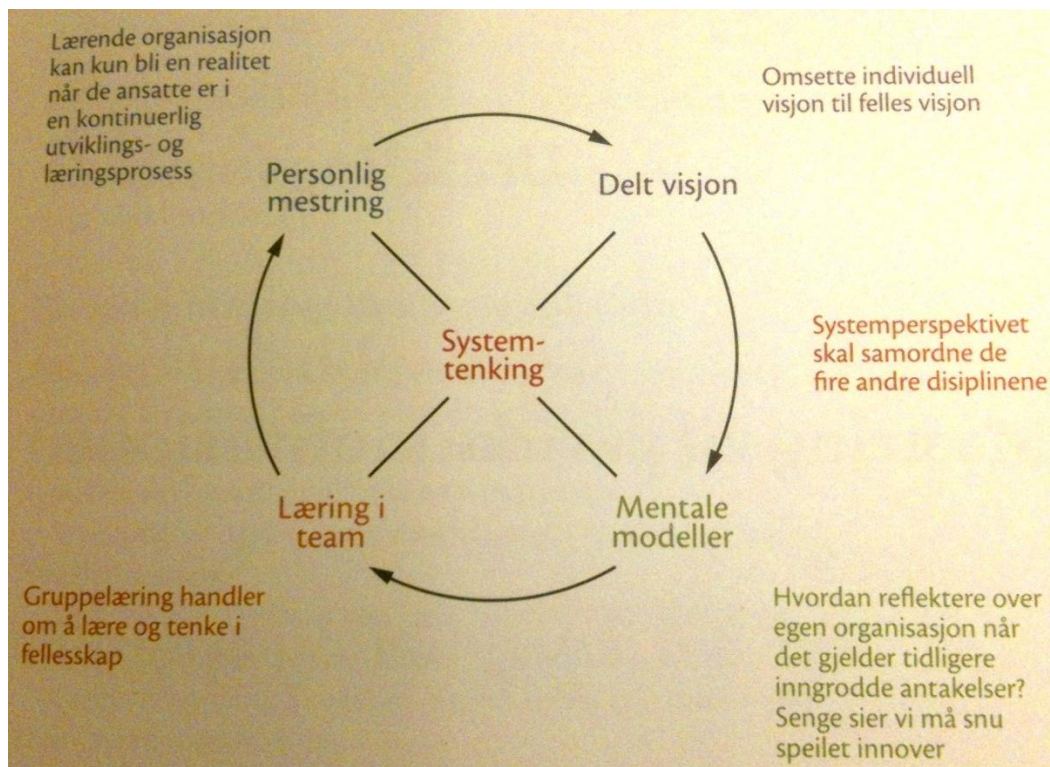 Lærende organisasjon
kan kun bli en realitet
når de ansatte er i
en kontinuerlig
utviklings- og
læringsprosess
Omsette individuell
visjon til felles visjon
Personlig
mestring
Delt visjon
System-
tenking
Systemperspektivet
skal samordne de
fire andre disiplinene
Læring i
team
Mentale
modeller
Gruppelæring handler
om å lære og tenke i
fellesskap
Hvordan reflektere over
egen organisasjon når
det gjelder tidligere
inngrodde antakelser?
Senge sier vi må snu
speilet innover